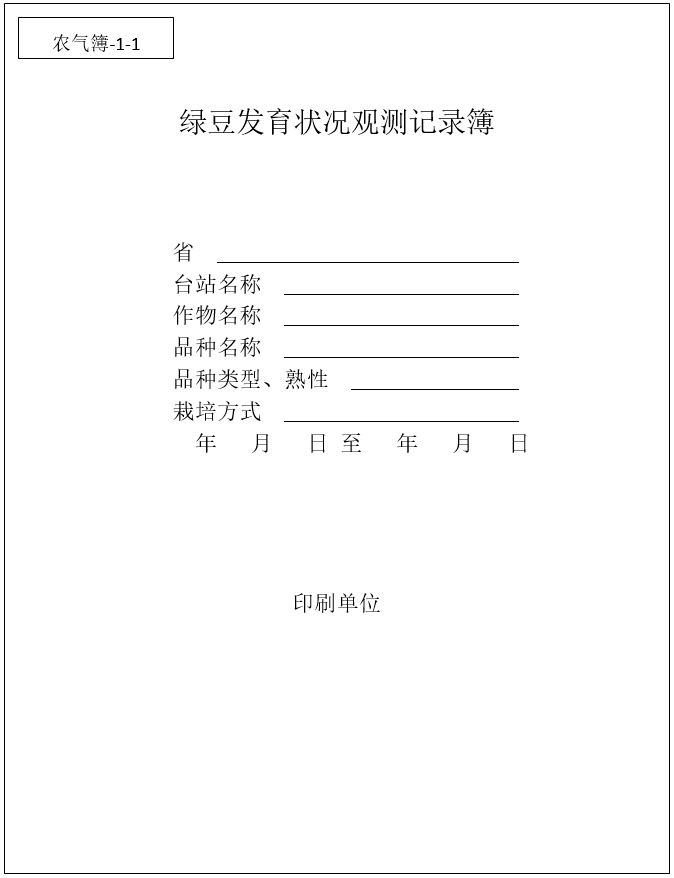 农气簿-1-1
绿豆发育状况观测记录簿
省
台站名称
作物名称
品种名称
品种类型、熟性
栽培方式
年 月 日 至 年 月 日
印刷单位